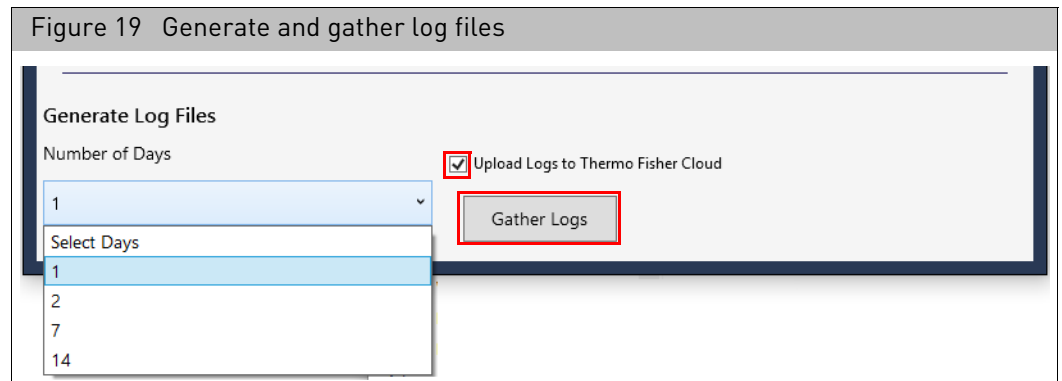 Figure 19 Generate and gather log files
Generate Log Files
Number of Days
Upload Logs to Thermo Fisher Cloud
1
Gather Logs
Select Days
1
2
7
14